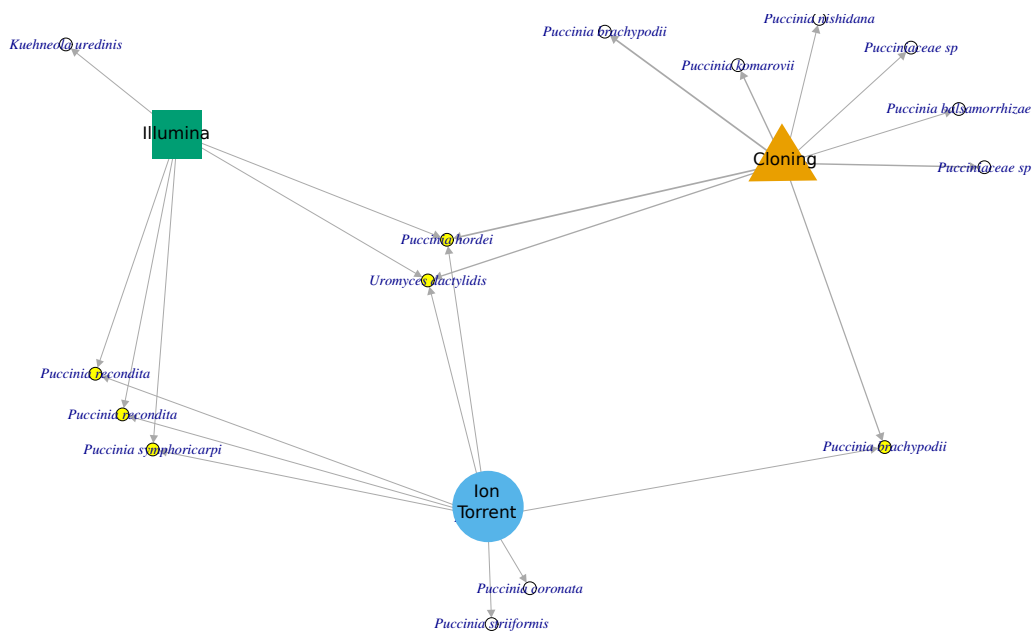 Puccinia nishidana
Puccinia brachypodii
Kuehneola uredinis
Pucciniaceae sp
Puccinia komarovii
Puccinia balsamorrhizae
Illumina
Cloning
Pucciniaceae sp
Puccinia hordei
Uromyces dactylidis
Puccinia recondita
Puccinia recondita
Puccinia symphoricarpi
Puccinia brachypodii
Ion
Torrent
Puccinia coronata
Puccinia striiformis